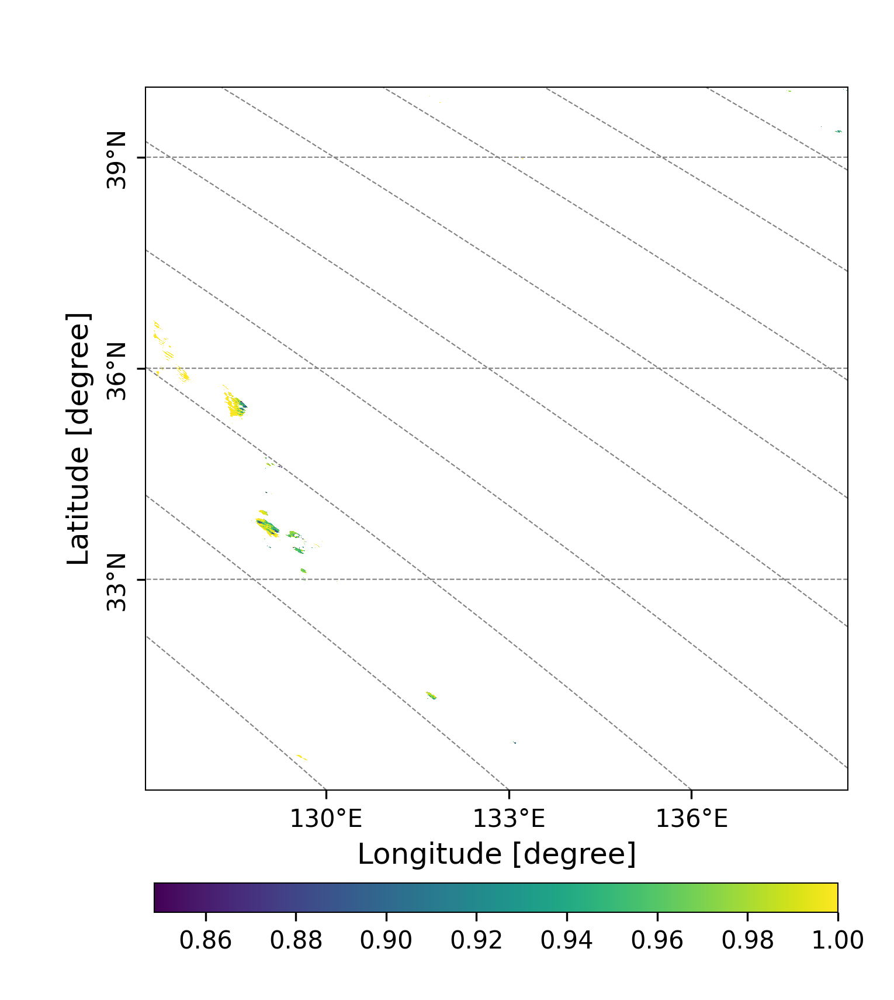 39°N
36°N
33°N
Latitude [degree]
130°E 133°E 136°E
Longitude [degree]
0.86 0.88 0.90 0.92 0.94 0.96 0.98 1.00